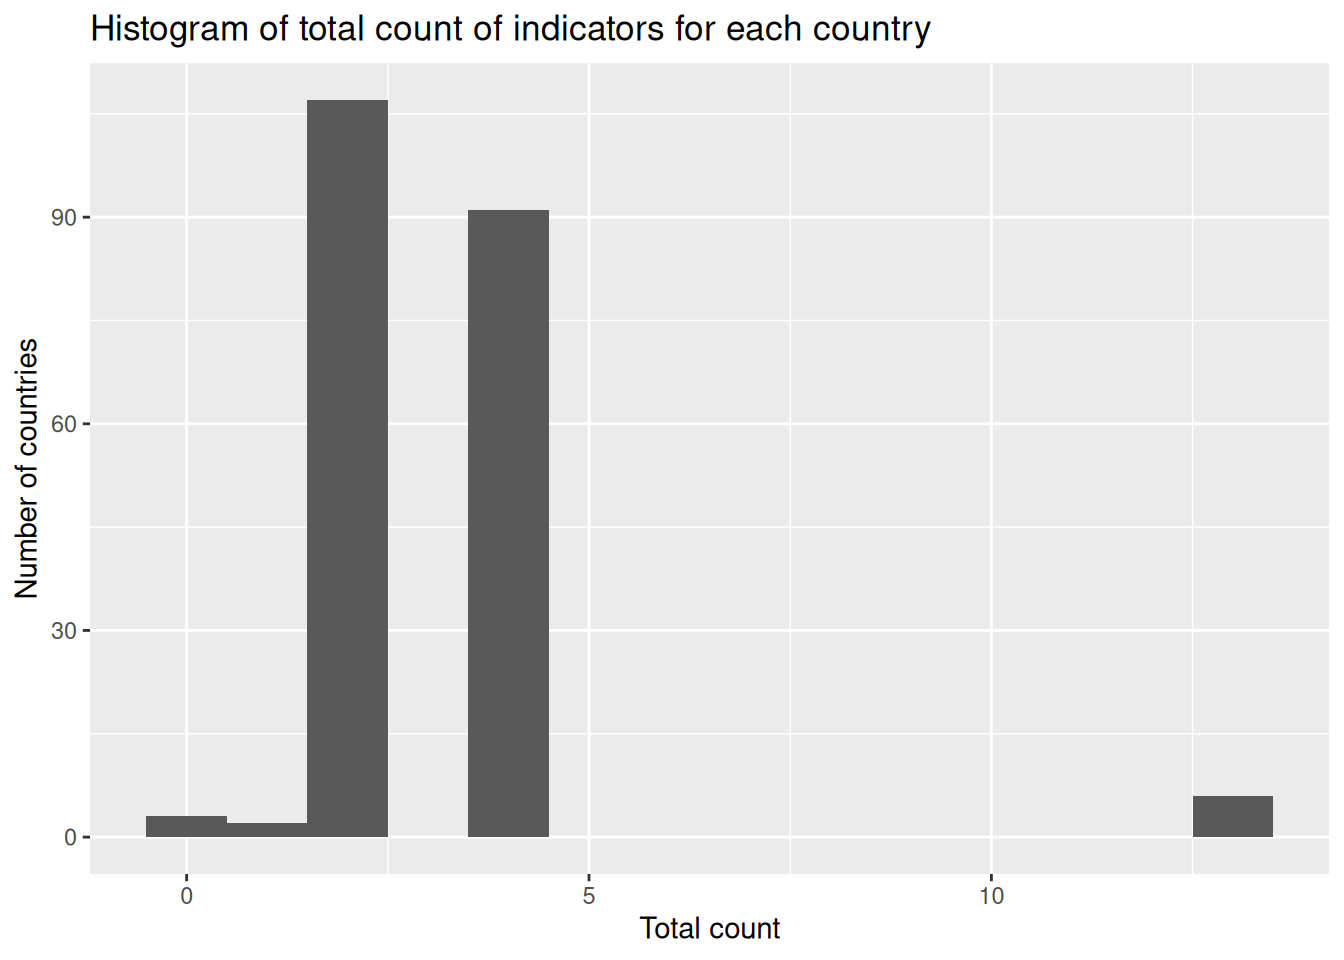 Histogram of total count of indicators for each country
Number of countries
90
60
30
0
0 5 10
Total count